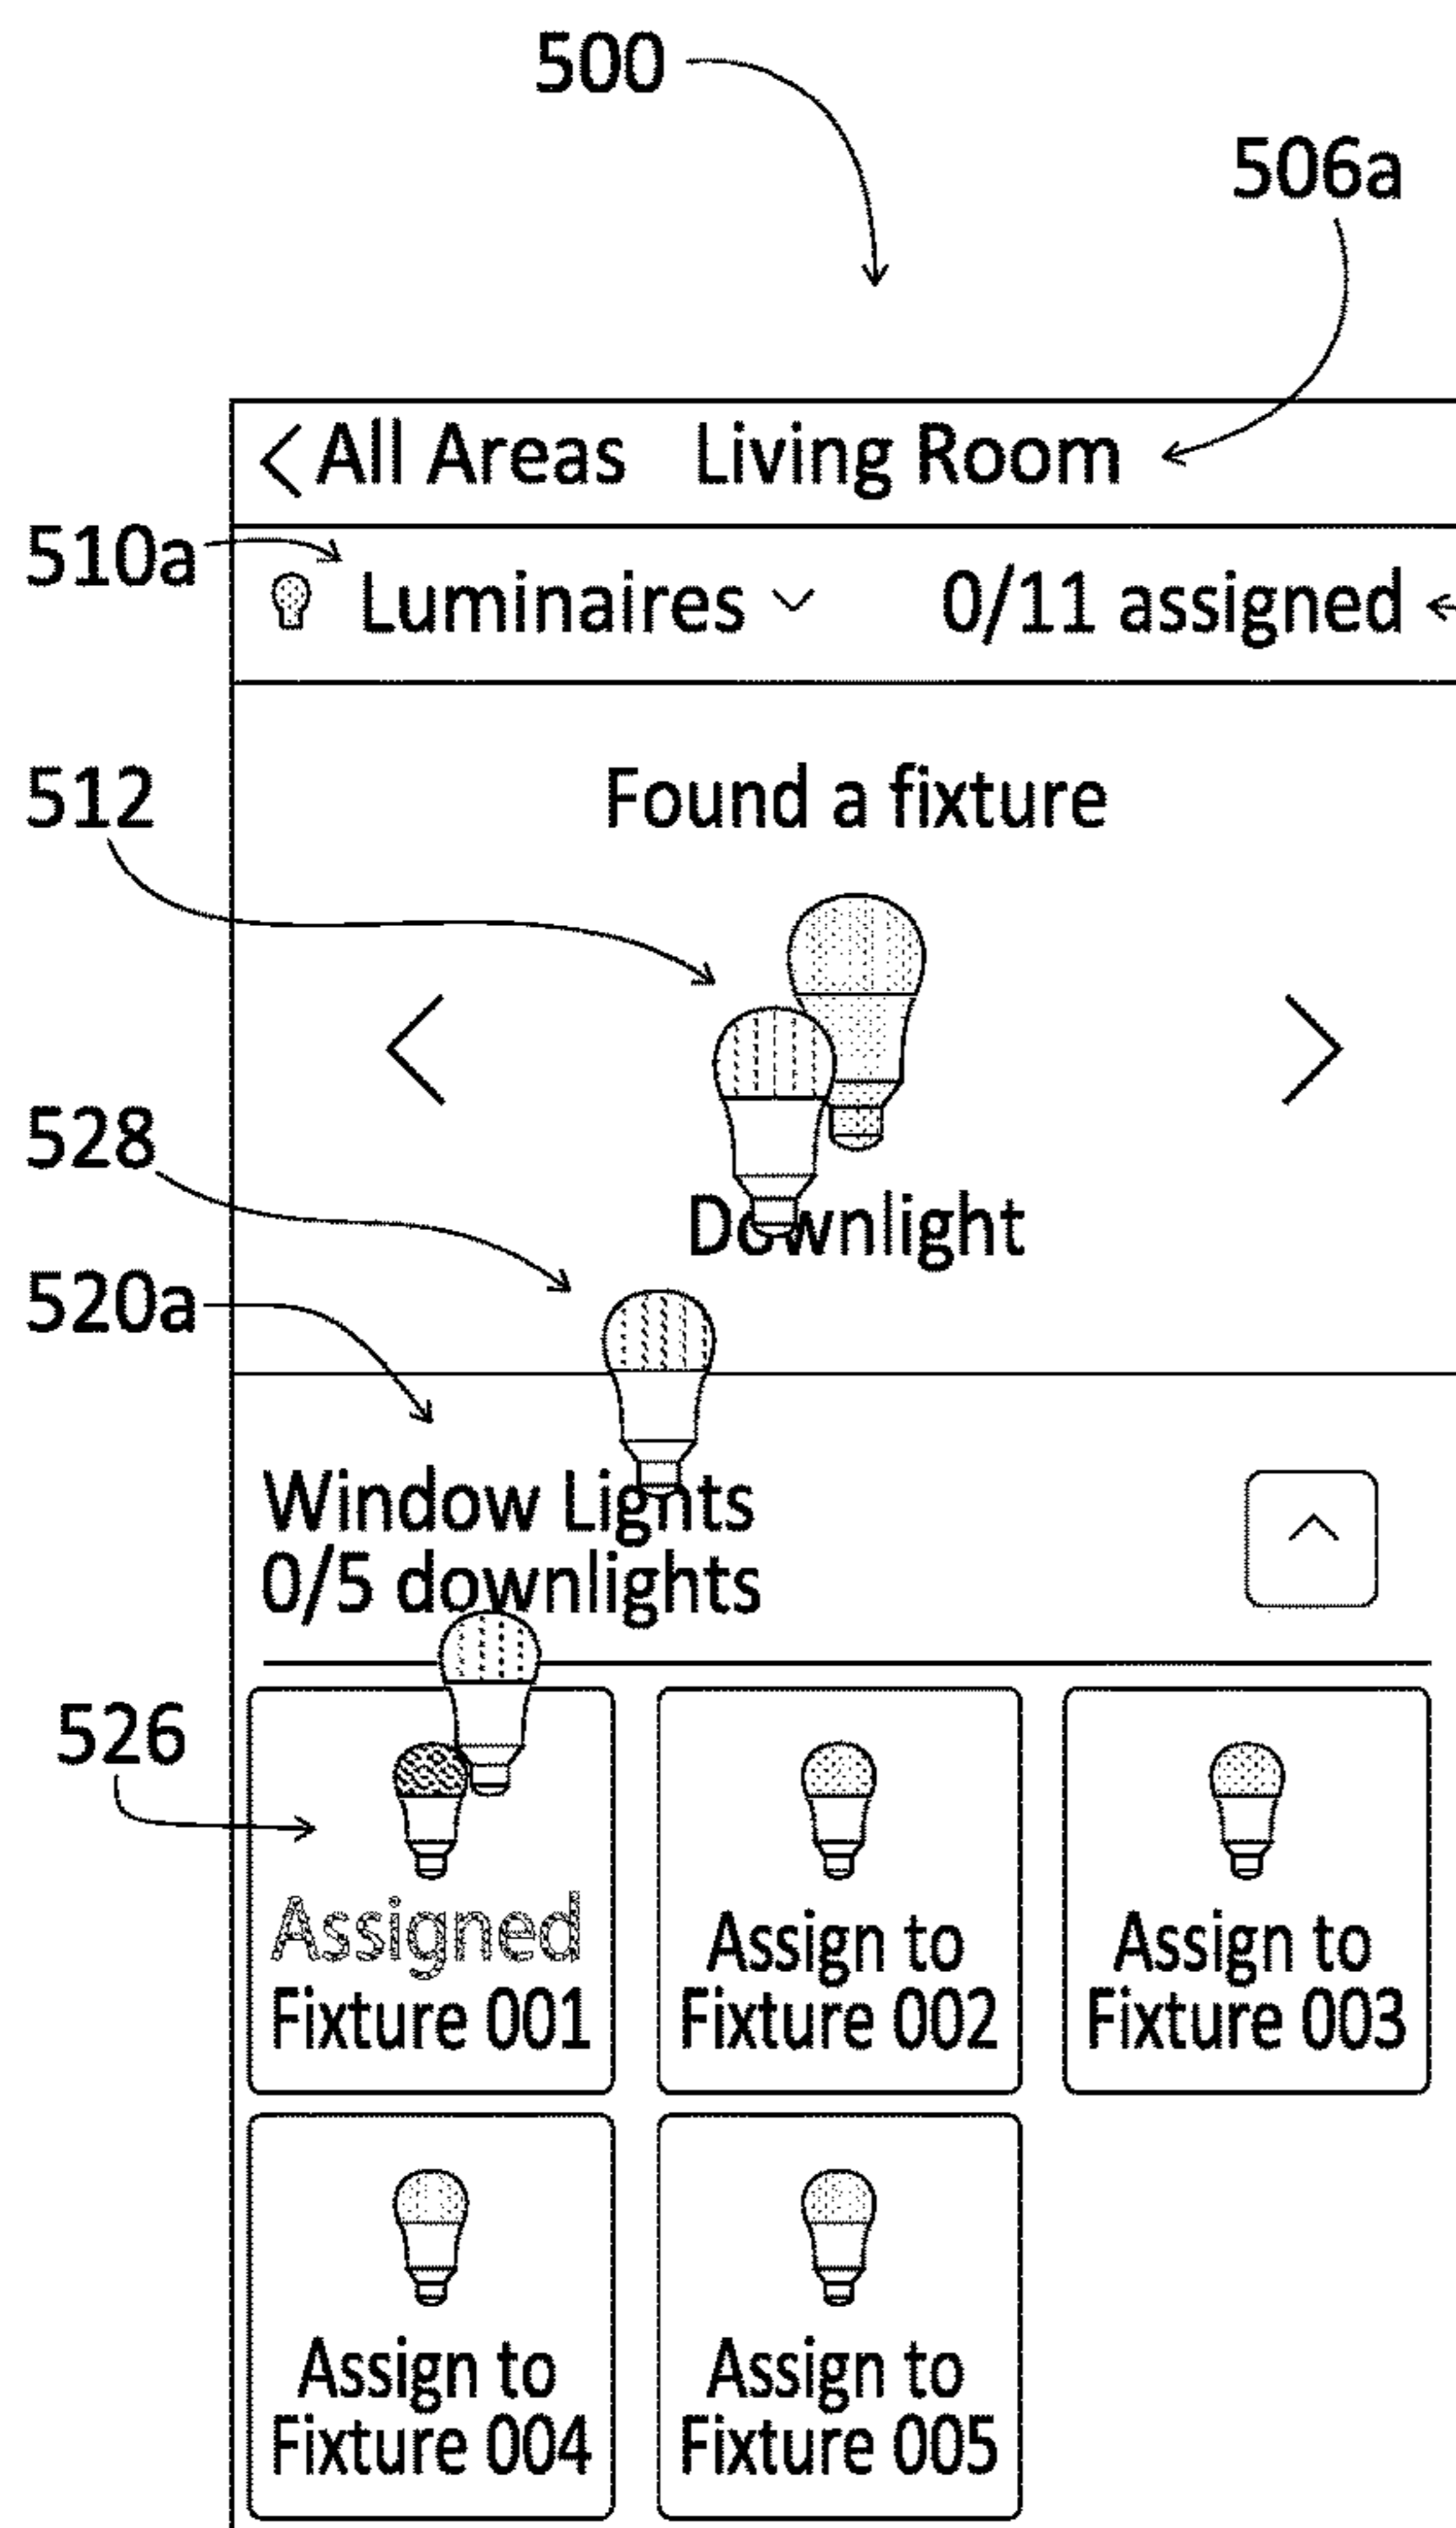 500
506a
All Areas Living Room
510a
Luminaires 0/11 assigned
512
Found a fixture
528
Downlight
520a
Window Lights
0/5 downlights
526
Assigned
Fixture 001
Assign to
Fixture 002
Assign to
Fixture 003
Assign to
Fixture 004
Assign to
Fixture 005